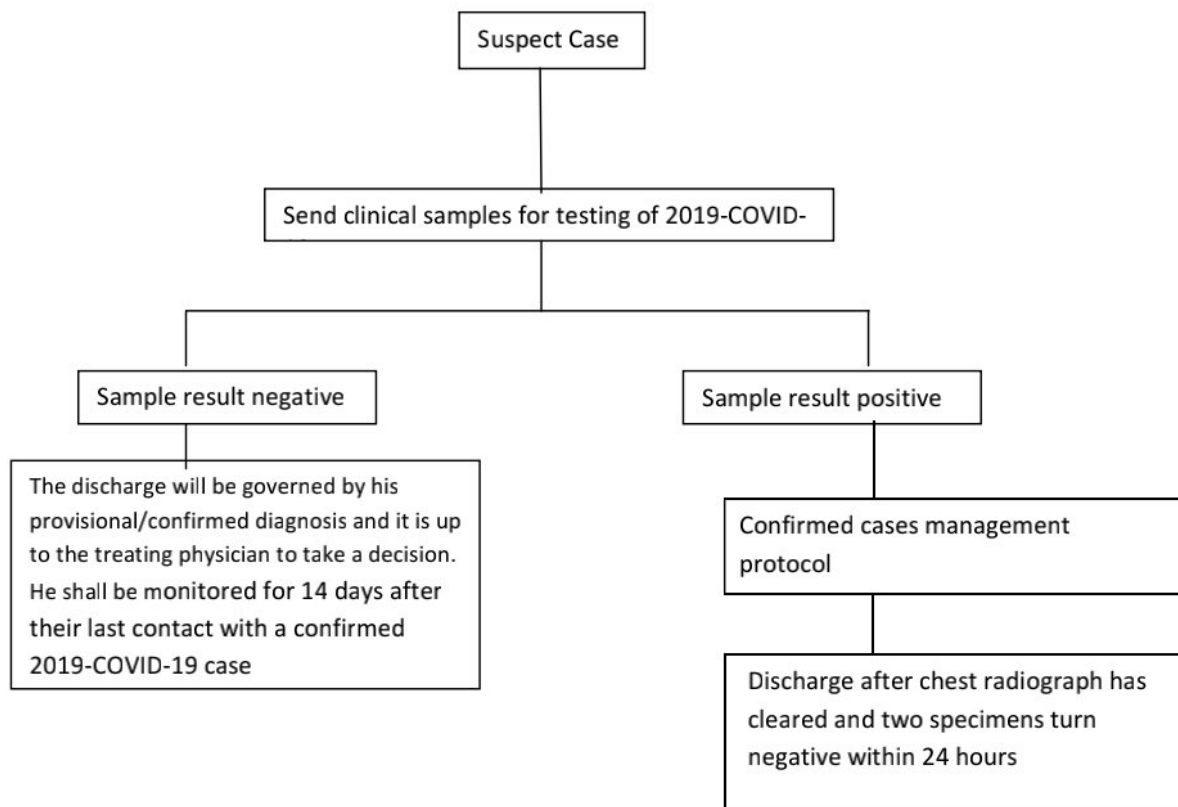 Suspect Case
Send clinical samples for testing of 2019-COVID-
Sample result negative
Sample result positive
The discharge will be governed by his
provisional/confirmed diagnosis and it is up
to the treating physician to take a decision.
He shall be monitored for 14 days after
their last contact with a confirmed
2019-COVID-19 case
Confirmed cases management
protocol
Discharge after chest radiograph has
cleared and two specimens turn
negative within 24 hours